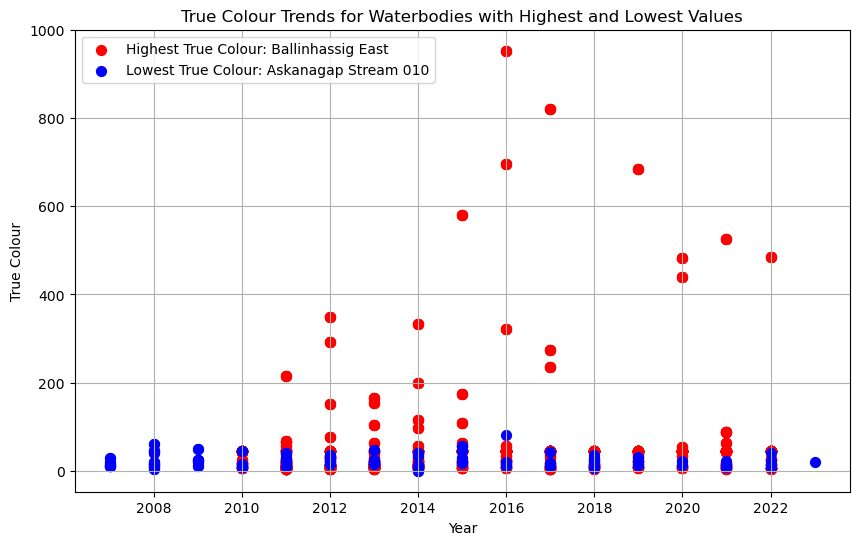 True Colour Trends for Waterbodies with Highest and Lowest Values
Highest True Colour: Ballinhassig East
Lowest True Colour: Askanagap Stream 010
True Colour
1000
800
600
400
200
0
2008 2010 2012 2014 2016 2018 2020 2022
Year